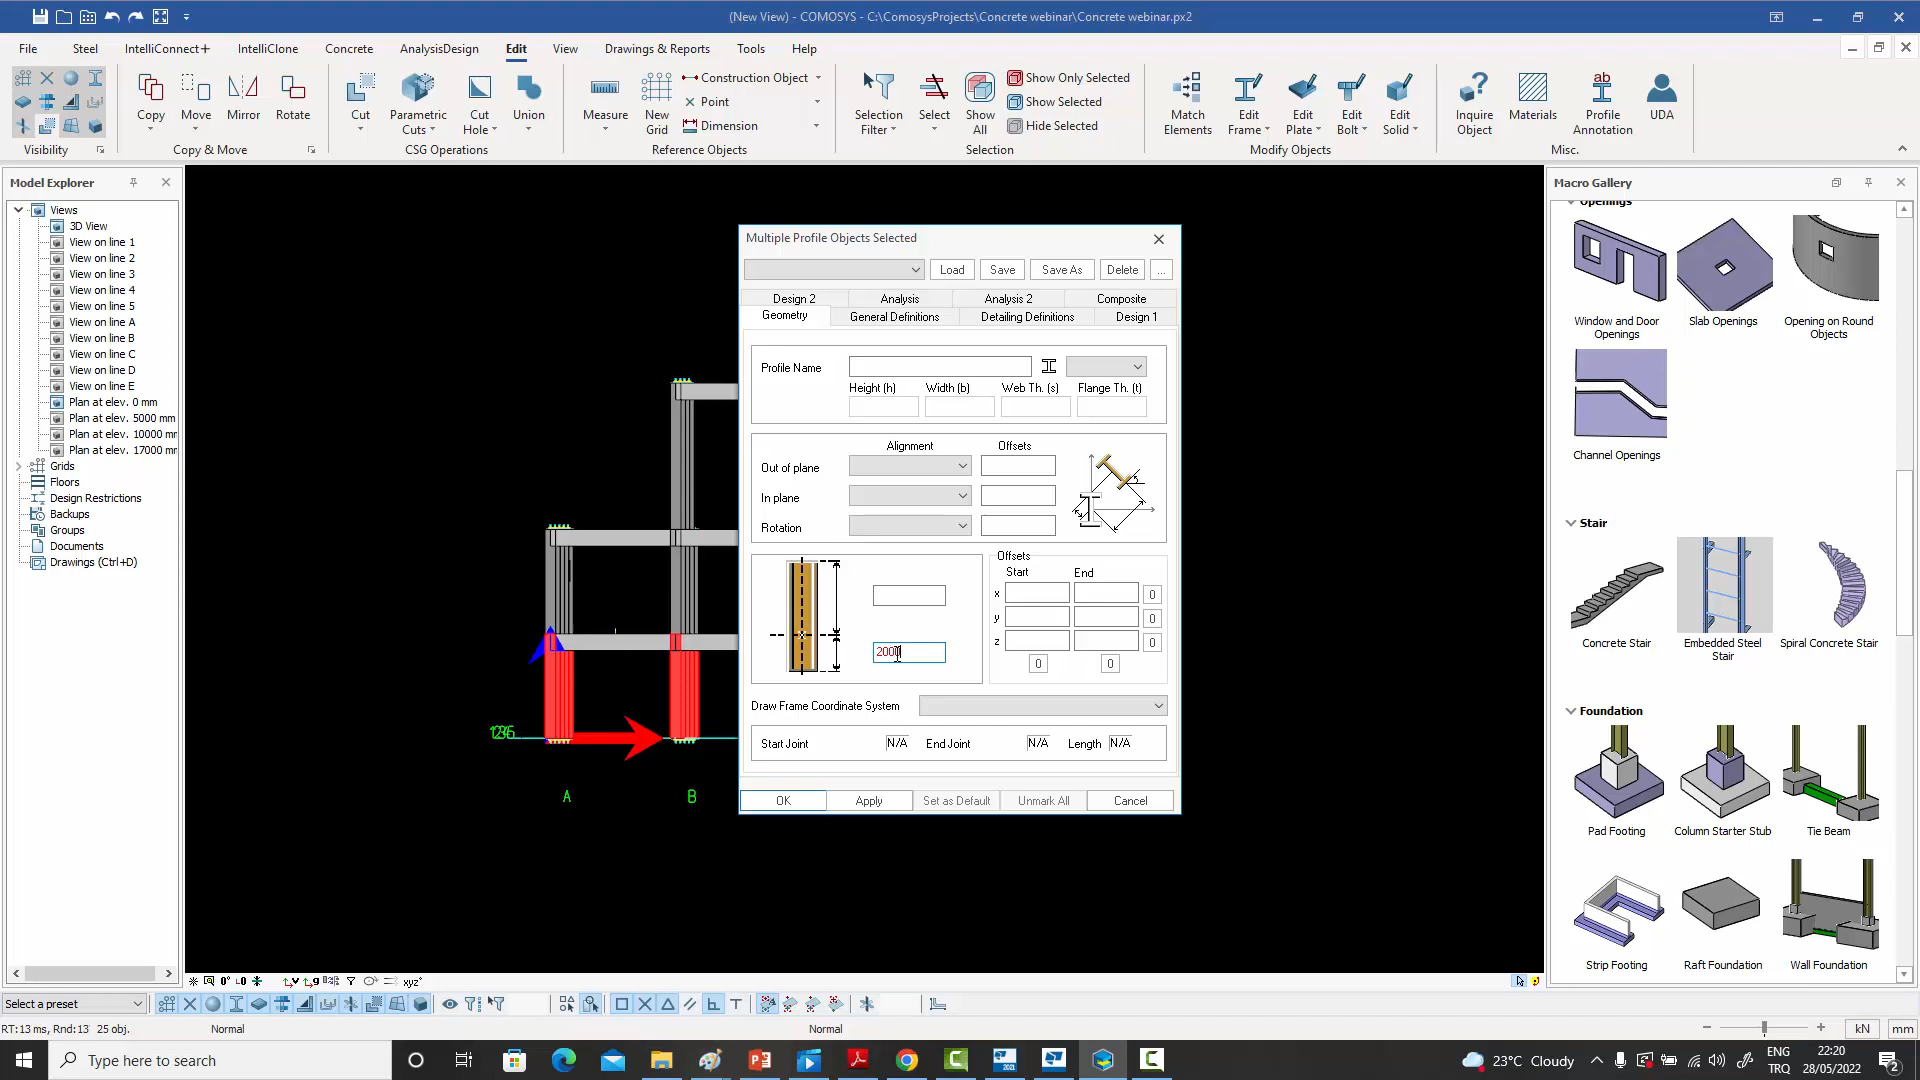 (New View) - COMOSYS - C:\ComosysProjects\Concrete webinar\Concrete webinar.px2
File Steel IntelliConnect+ IntelliClone Concrete AnalysisDesign Edit View Drawings & Reports Tools Help
Construction Object Show Only Selected
Point Show Selected
Dimension Hide Selected
Copy Move Mirror Rotate Cut Parametric Cuts Cut Hole Union Measure New Grid Selection Filter Select Show All Match Elements Edit Frame Edit Plate Edit Bolt Edit Solid Inquire Object Materials Profile Annotation UDA
Visibility Copy & Move CSG Operations Reference Objects Selection Modify Objects Misc.
Model Explorer
Views
3D View
View on line 1
View on line 2
View on line 3
View on line 4
View on line 5
View on line A
View on line B
View on line C
View on line D
View on line E
Plan at elev. 0 mm
Plan at elev. 5000 mm
Plan at elev. 10000 mm
Plan at elev. 17000 m
Grids
Floors
Design Restrictions
Backups
Groups
Documents
Drawings (Ctrl+D)
A B
Multiple Profile Objects Selected
Load Save Save As Delete ...
Design 2 Analysis Analysis 2 Composite
Geometry General Definitions Detailing Definitions Design 1
Profile Name
Height (h) Width (b) Web Th. (s) Flange Th. (t)
Alignment Offsets
Out of plane
In plane
Rotation
Offsets
Start End
x 0
y 0
z 0
0 0
2000
Draw Frame Coordinate System
Start Joint N/A End Joint N/A Length N/A
OK Apply Set as Default Unmark All Cancel
Macro Gallery
Openings
Window and Door Openings
Slab Openings
Opening on Round Objects
Channel Openings
Stair
Concrete Stair
Embedded Steel Stair
Spiral Concrete Stair
Foundation
Pad Footing
Column Starter Stub
Tie Beam
Strip Footing
Raft Foundation
Wall Foundation
xyz
Select a preset
RT:13 ms, Rnd:13 25 obj. Normal Normal kN mm
Type here to search
23°C Cloudy
ENG
TRQ
22:20
28/05/2022
2